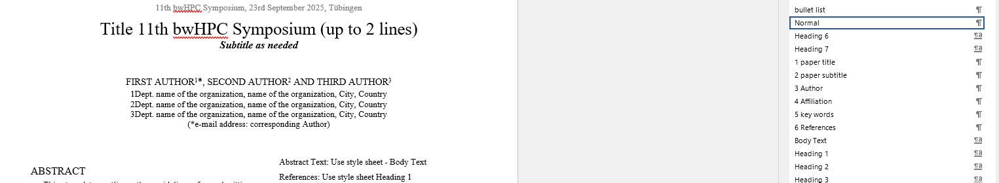 11th bwHPC Symposium, 23rd September 2025, Tübingen
Title 11th bwHPC Symposium (up to 2 lines)
Subtitle as needed
FIRST AUTHOR¹*, SECOND AUTHOR² AND THIRD AUTHOR³
1Dept. name of the organization, name of the organization, City, Country
2Dept. name of the organization, name of the organization, City, Country
3Dept. name of the organization, name of the organization, City, Country
(*e-mail address: corresponding Author)
ABSTRACT
Abstract Text: Use style sheet - Body Text
References: Use style sheet Heading 1
bullet list ¶
Normal ¶
Heading 6 ¶a
Heading 7 ¶a
1 paper title ¶
2 paper subtitle ¶
3 Author ¶
4 Affiliation ¶
5 key words ¶
6 References ¶
Body Text ¶a
Heading 1 ¶a
Heading 2 ¶a
Heading 3 ¶a